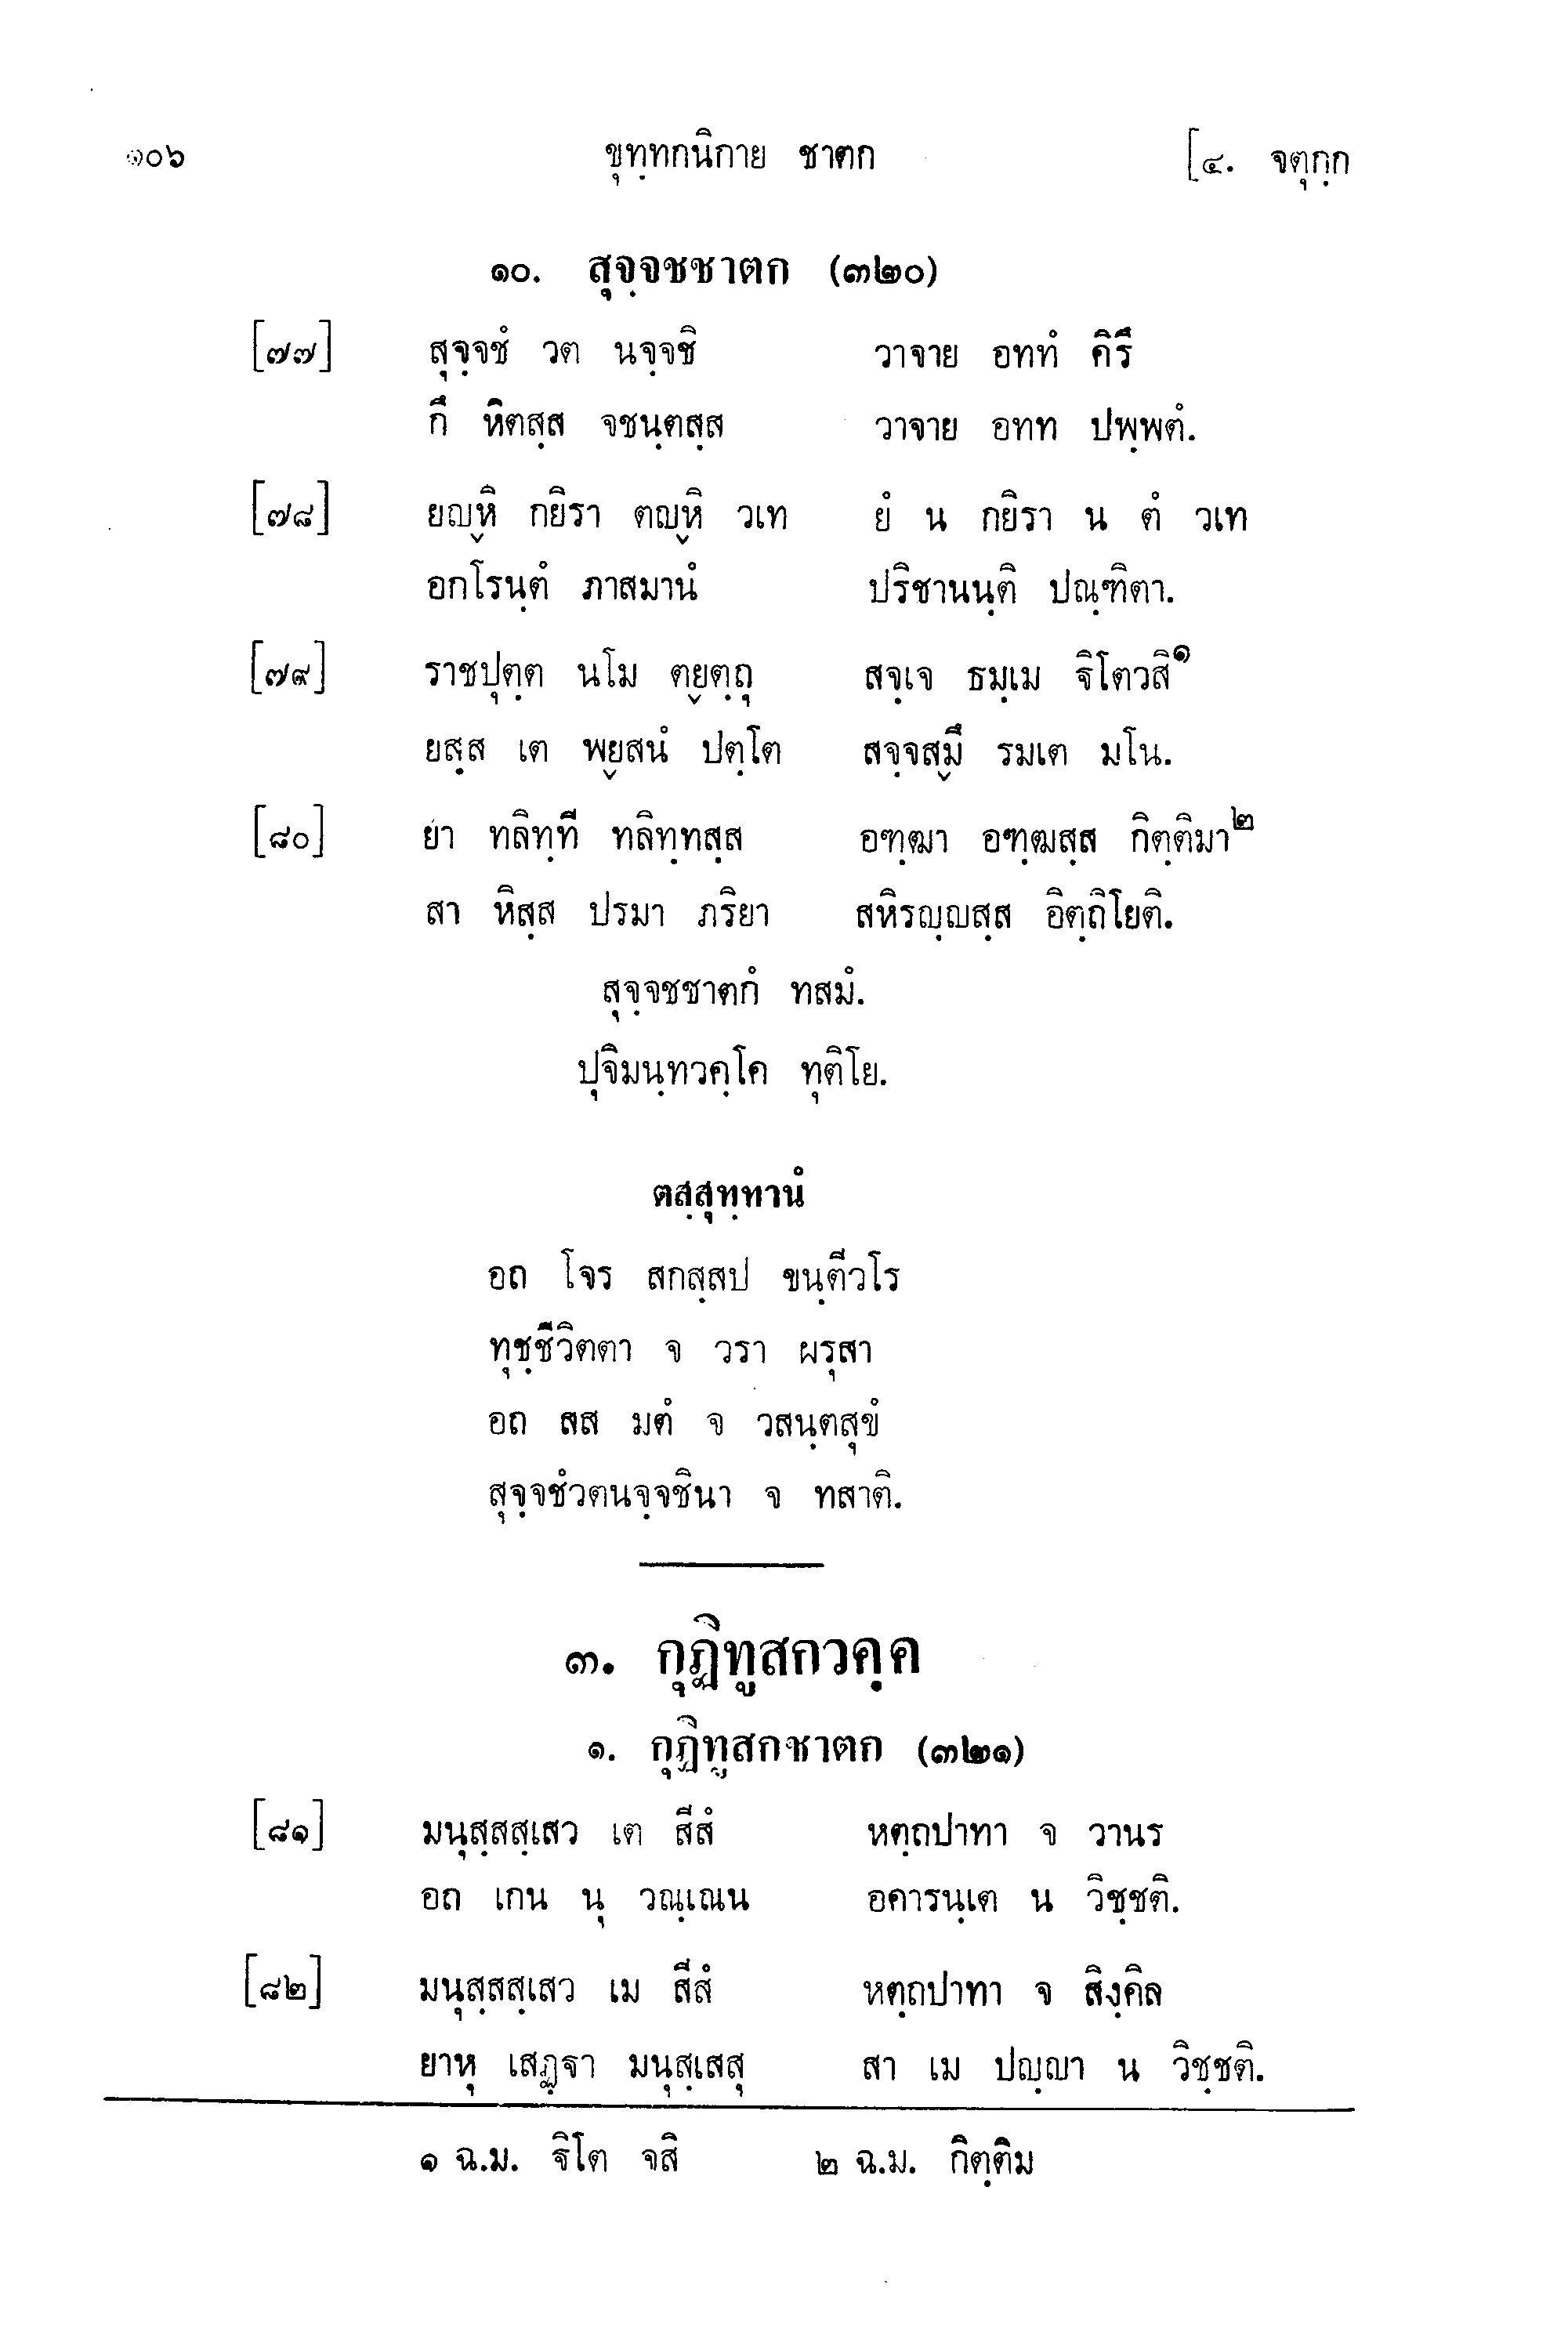 ๑๐๖ ขุทฺทกนิกาย ชาตก [๔. จตุกฺก
๑๐. สุจฺจชชาตก (๓๒๐)
[๗๗] สุจฺจชํ วต นจฺจชิ วาจาย อททํ คิรึ
กึ หิตสฺส จชนฺตสฺส วาจาย อทท ปพฺพตํ.
[๗๘] ยญฺหิ กยิรา ตญฺหิ วเท ยํ น กยิรา น ตํ วเท
อกโรนฺตํ ภาสมานํ ปริชานนฺติ ปณฺฑิตา.
[๗๙] ราชปุตฺต นโม ตฺยตฺถุ สจฺเจ ธมฺเม ฐิโตวสิ๑
ยสฺส เต พฺยสนํ ปตฺโต สจฺจสฺมึ รมเต มโน.
[๘๐] ยา ทลิทฺที ทลิทฺทสฺส อฑฺฒา อฑฺฒสฺส กิตฺติมา๒
สา หิสฺส ปรมา ภริยา สหิรญฺญสฺส อิตฺถิโยติ.
สุจฺจชชาตกํ ทสมํ.
ปุจิมนฺทวคฺโค ทุติโย.
ตสฺสุทฺทานํ
อถ โจร สกสฺสป ขนฺตีวโร
ทุชฺชีวิตตา จ วรา ผรุสา
อถ สส มตํ จ วสนฺตสุขํ
สุจฺจชํวตนจฺจชินา จ ทสาติ.
๓. กุฏิทูสกวคฺค
๑. กุฏิทูสกชาตก (๓๒๑)
[๘๑] มนุสฺสสฺเสว เต สีสํ หตฺถปาทา จ วานร
อถ เกน นุ วณฺเณน อคารนฺเต น วิชฺชติ.
[๘๒] มนุสฺสสฺเสว เม สีสํ หตฺถปาทา จ สิงฺคิล
ยาหุ เสฏฺฐา มนุสฺเสสุ สา เม ปญฺญา น วิชฺชติ.
๑ ฉ.ม. ฐิโต จสิ ๒ ฉ.ม. กิตฺติม